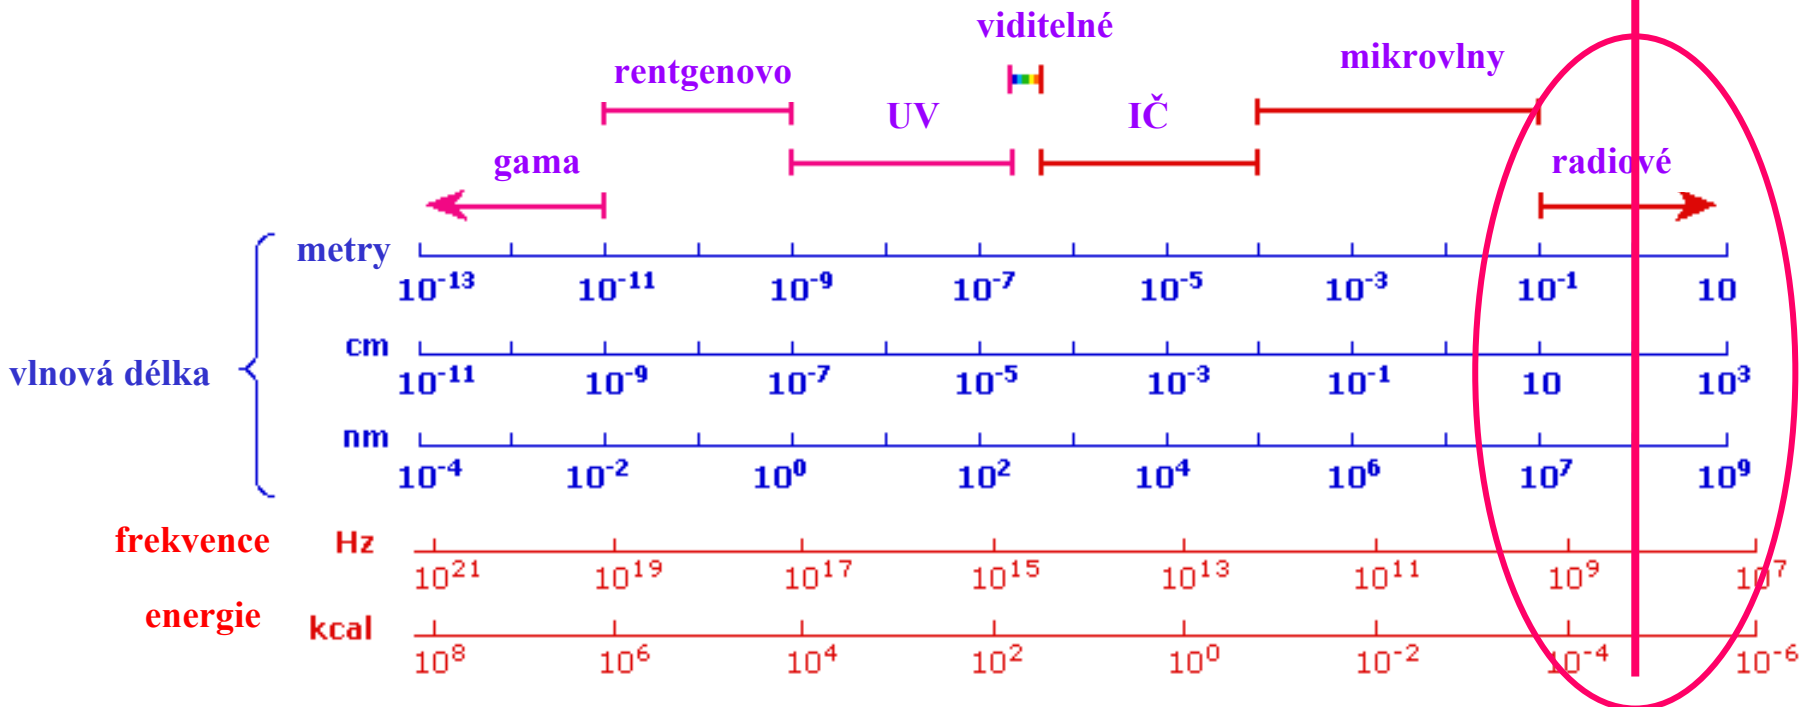 viditelné
rentgenovo
mikrovlny
UV
IČ
gama
radiové
metry
10⁻¹³ 10⁻¹¹ 10⁻⁹ 10⁻⁷ 10⁻⁵ 10⁻³ 10⁻¹ 10
cm
10⁻¹¹ 10⁻⁹ 10⁻⁷ 10⁻⁵ 10⁻³ 10⁻¹ 10 10³
vlnová délka
nm
10⁻⁴ 10⁻² 10⁰ 10² 10⁴ 10⁶ 10⁷ 10⁹
frekvence Hz
10²¹ 10¹⁹ 10¹⁷ 10¹⁵ 10¹³ 10¹¹ 10⁹ 10⁷
energie kcal
10⁸ 10⁶ 10⁴ 10² 10⁰ 10⁻² 10⁻⁴ 10⁻⁶